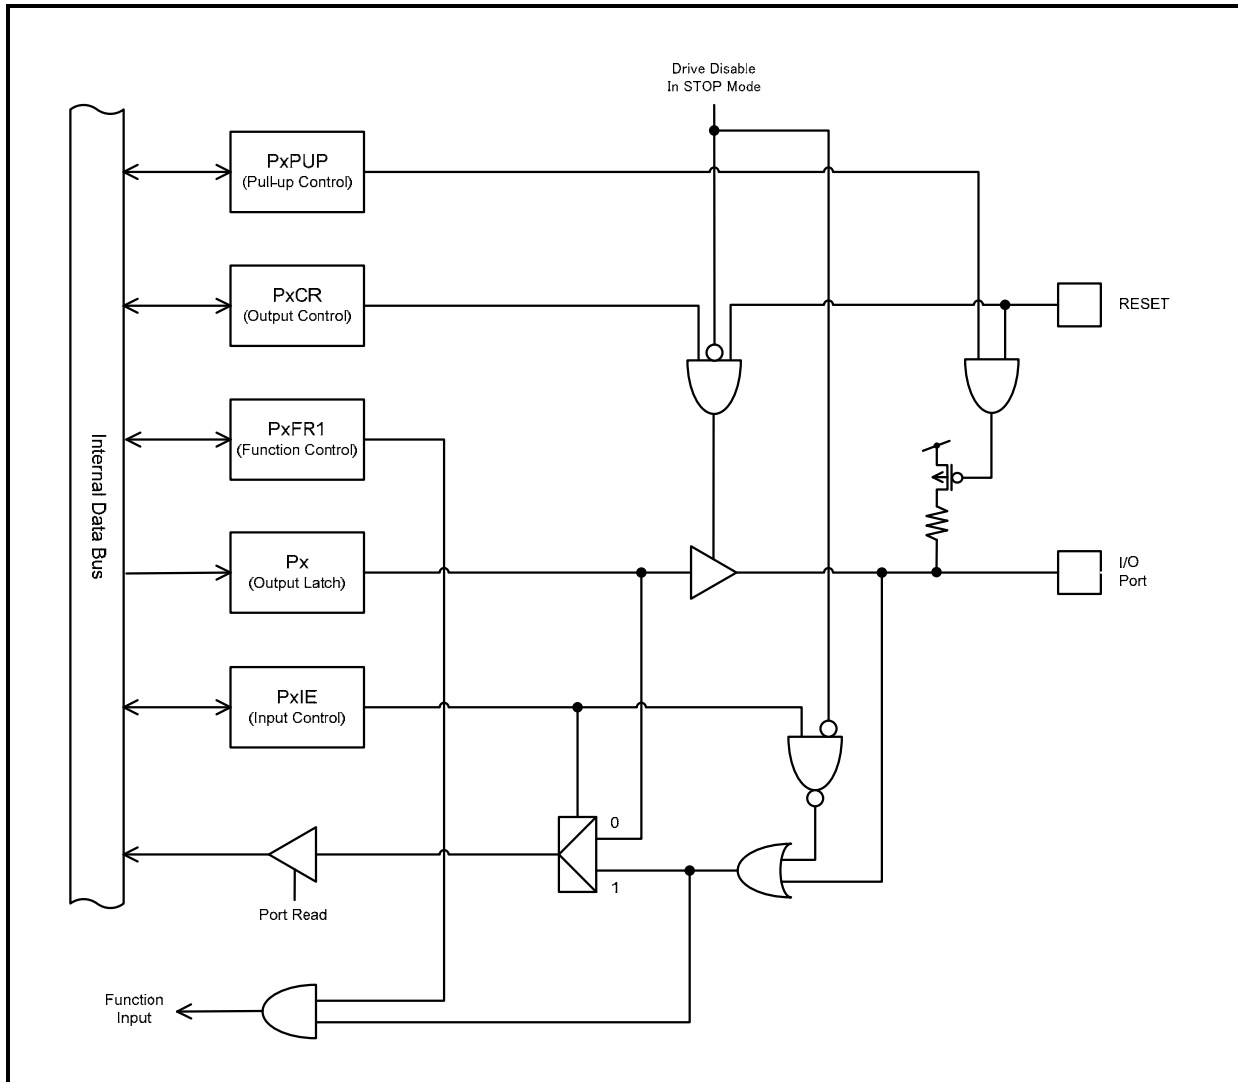 Drive Disable
In STOP Mode
PxPUP
(Pull-up Control)
PxCR
(Output Control)
RESET
PxFR1
(Function Control)
Internal Data Bus
Px
(Output Latch)
I/O
Port
PxIE
(Input Control)
0
1
Port Read
Function
Input